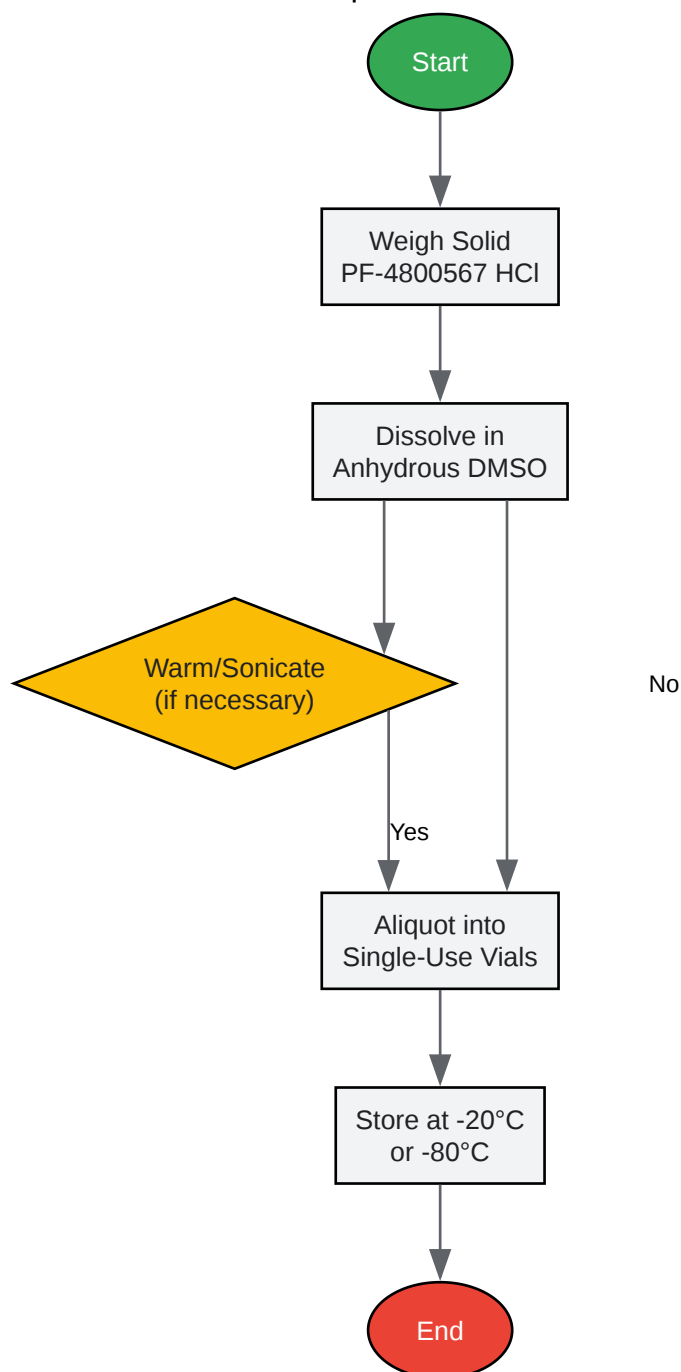 Start
Weigh Solid
PF-4800567 HCl
Dissolve in
Anhydrous DMSO
Warm/Sonicate
(if necessary)
No
Yes
Aliquot into
Single-Use Vials
Store at -20°C
or -80°C
End